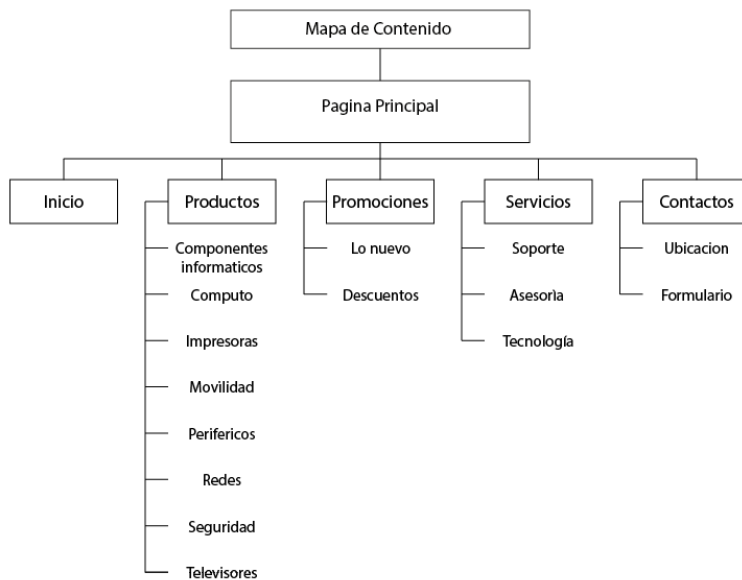 Mapa de Contenido
Pagina Principal
Inicio
Productos
Promociones
Servicios
Contactos
Componentes
informaticos
Computo
Impresoras
Movilidad
Perifericos
Redes
Seguridad
Televisores
Lo nuevo
Descuentos
Soporte
Asesorìa
Tecnología
Ubicacion
Formulario